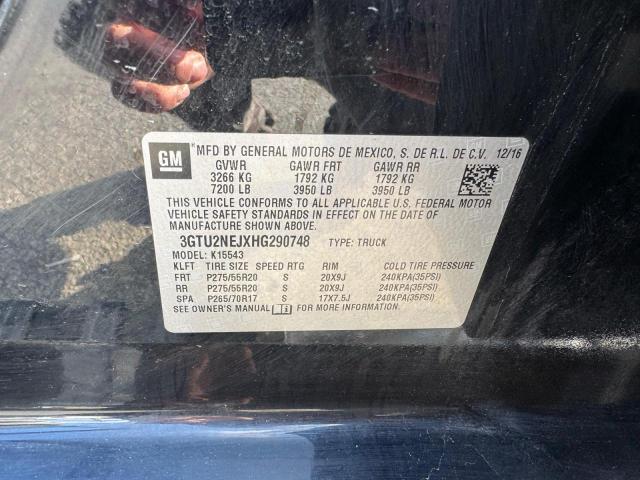 GM
MFD BY GENERAL MOTORS DE MEXICO, S. DE R.L. DE C.V. 12/16
GVWR GAWR FRT GAWR RR
3266 KG 1792 KG 1792 KG
7200 LB 3950 LB 3950 LB
THIS VEHICLE CONFORMS TO ALL APPLICABLE U.S. FEDERAL MOTOR
VEHICLE SAFETY STANDARDS IN EFFECT ON THE DATE OF
MANUFACTURE SHOWN ABOVE.
3GTU2NEJXHG290748 TYPE: TRUCK
MODEL: K15543
KLFT TIRE SIZE SPEED RTG RIM COLD TIRE PRESSURE
FRT P275/55R20 S 20X9J 240KPA(35PSI)
RR P275/55R20 S 20X9J 240KPA(35PSI)
SPA P265/70R17 S 17X7.5J 240KPA(35PSI)
SEE OWNER'S MANUAL FOR MORE INFORMATION.